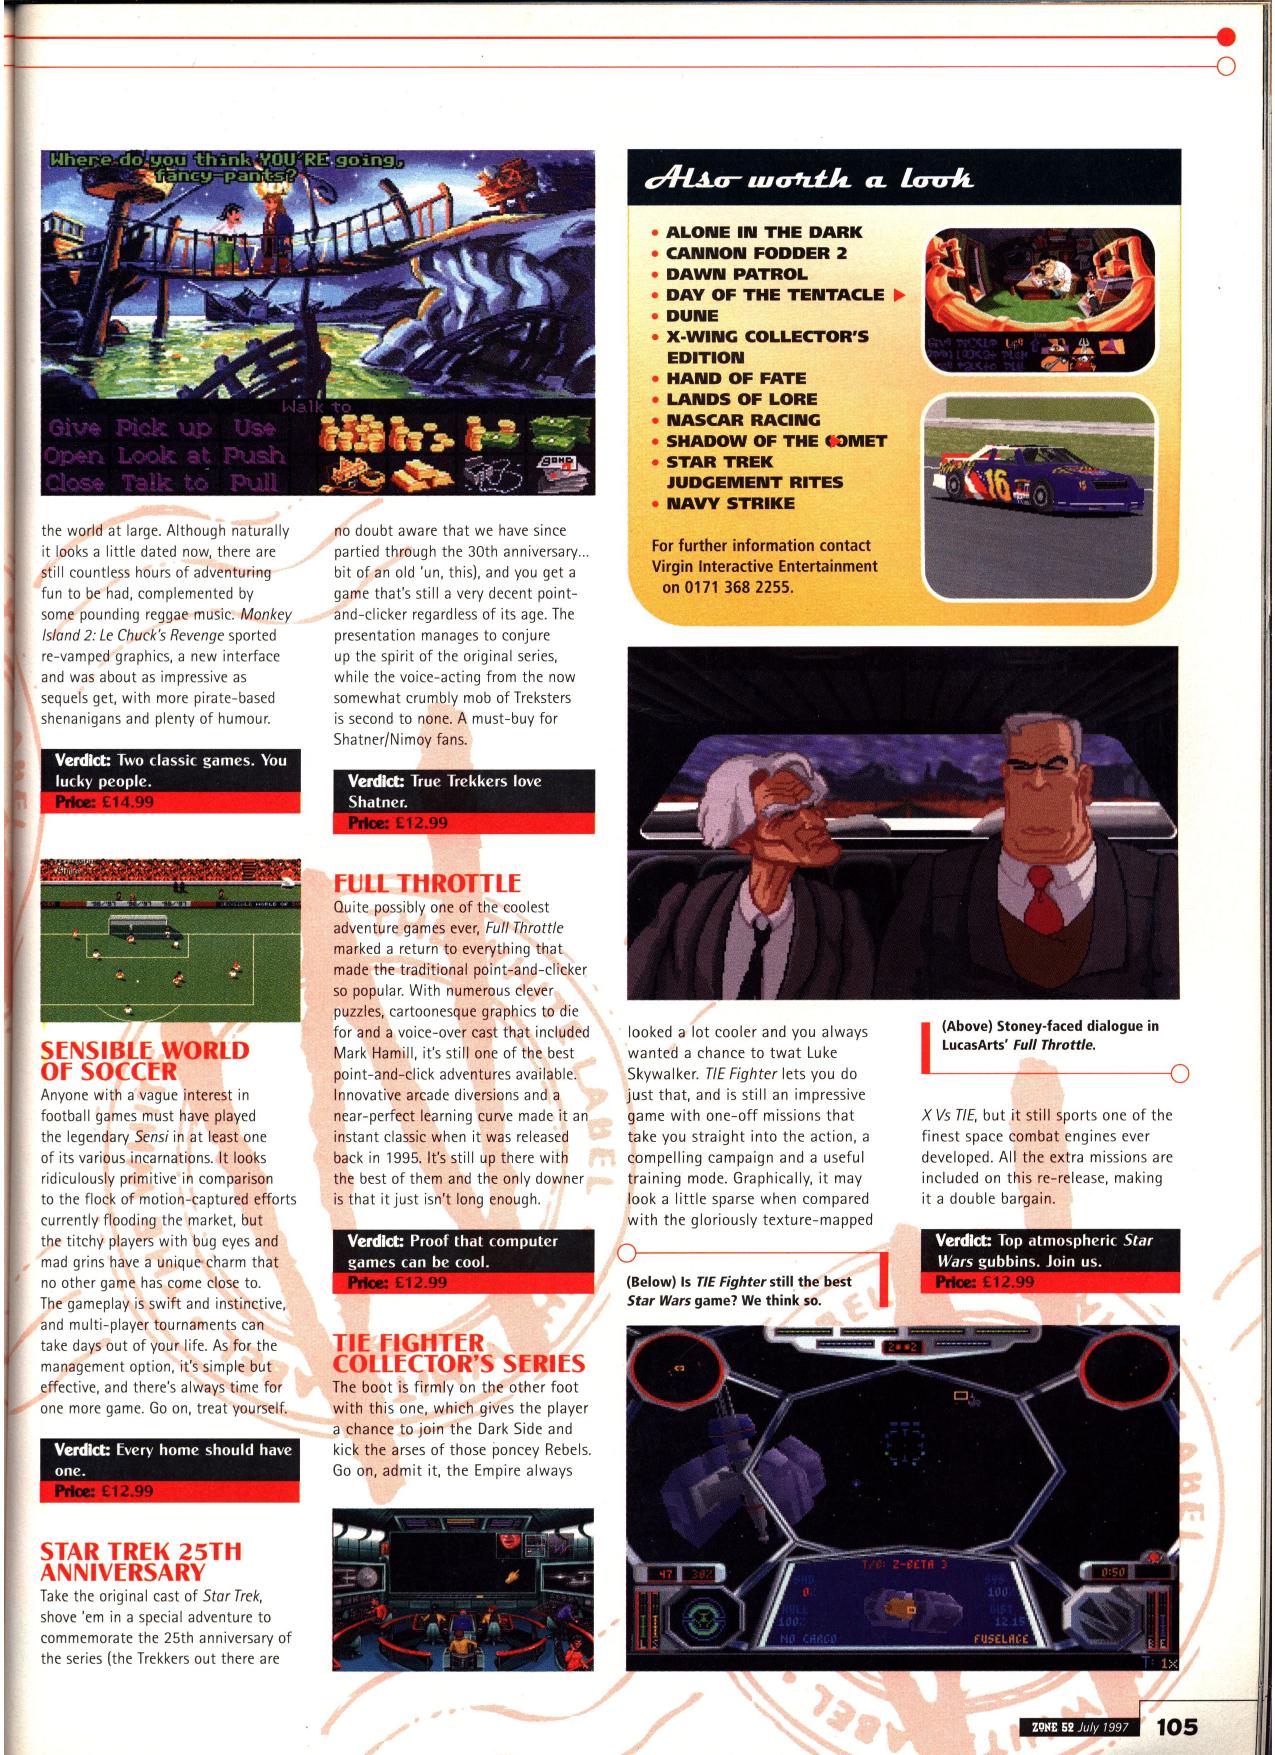 Where do you think YOU'RE going,
fancy-pants?
Walk to
Give Pick up Use
Open Look at Push
Close Talk to Pull
the world at large. Although naturally
it looks a little dated now, there are
still countless hours of adventuring
fun to be had, complemented by
some pounding reggae music. Monkey
Island 2: Le Chuck's Revenge sported
re-vamped graphics, a new interface
and was about as impressive as
sequels get, with more pirate-based
shenanigans and plenty of humour.
Verdict: Two classic games. You
lucky people.
Price: £14.99
SENSIBLE WORLD
OF SOCCER
Anyone with a vague interest in
football games must have played
the legendary Sensi in at least one
of its various incarnations. It looks
ridiculously primitive in comparison
to the flock of motion-captured efforts
currently flooding the market, but
the titchy players with bug eyes and
mad grins have a unique charm that
no other game has come close to.
The gameplay is swift and instinctive,
and multi-player tournaments can
take days out of your life. As for the
management option, it's simple but
effective, and there's always time for
one more game. Go on, treat yourself.
Verdict: Every home should have
one.
Price: £12.99
STAR TREK 25TH
ANNIVERSARY
Take the original cast of Star Trek,
shove 'em in a special adventure to
commemorate the 25th anniversary of
the series (the Trekkers out there are
no doubt aware that we have since
partied through the 30th anniversary...
bit of an old 'un, this), and you get a
game that's still a very decent point-
and-clicker regardless of its age. The
presentation manages to conjure
up the spirit of the original series,
while the voice-acting from the now
somewhat crumbly mob of Treksters
is second to none. A must-buy for
Shatner/Nimoy fans.
Verdict: True Trekkers love
Shatner.
Price: £12.99
FULL THROTTLE
Quite possibly one of the coolest
adventure games ever, Full Throttle
marked a return to everything that
made the traditional point-and-clicker
so popular. With numerous clever
puzzles, cartoonesque graphics to die
for and a voice-over cast that included
Mark Hamill, it's still one of the best
point-and-click adventures available.
Innovative arcade diversions and a
near-perfect learning curve made it an
instant classic when it was released
back in 1995. It's still up there with
the best of them and the only downer
is that it just isn't long enough.
Verdict: Proof that computer
games can be cool.
Price: £12.99
TIE FIGHTER
COLLECTOR'S SERIES
The boot is firmly on the other foot
with this one, which gives the player
a chance to join the Dark Side and
kick the arses of those poncey Rebels.
Go on, admit it, the Empire always
Also worth a look
• ALONE IN THE DARK
• CANNON FODDER 2
• DAWN PATROL
• DAY OF THE TENTACLE
• DUNE
• X-WING COLLECTOR'S
EDITION
• HAND OF FATE
• LANDS OF LORE
• NASCAR RACING
• SHADOW OF THE COMET
• STAR TREK
JUDGEMENT RITES
• NAVY STRIKE
For further information contact
Virgin Interactive Entertainment
on 0171 368 2255.
16
looked a lot cooler and you always
wanted a chance to twat Luke
Skywalker. TIE Fighter lets you do
just that, and is still an impressive
game with one-off missions that
take you straight into the action, a
compelling campaign and a useful
training mode. Graphically, it may
look a little sparse when compared
with the gloriously texture-mapped
(Below) Is TIE Fighter still the best
Star Wars game? We think so.
(Above) Stoney-faced dialogue in
LucasArts' Full Throttle.
X Vs TIE, but it still sports one of the
finest space combat engines ever
developed. All the extra missions are
included on this re-release, making
it a double bargain.
Verdict: Top atmospheric Star
Wars gubbins. Join us.
Price: £12.99
T/B: 2-BETA 3
47
0:50
100%
12.15
NO CARGO
FUSELAGE
T: 1x
ZONE 52 July 1997 105